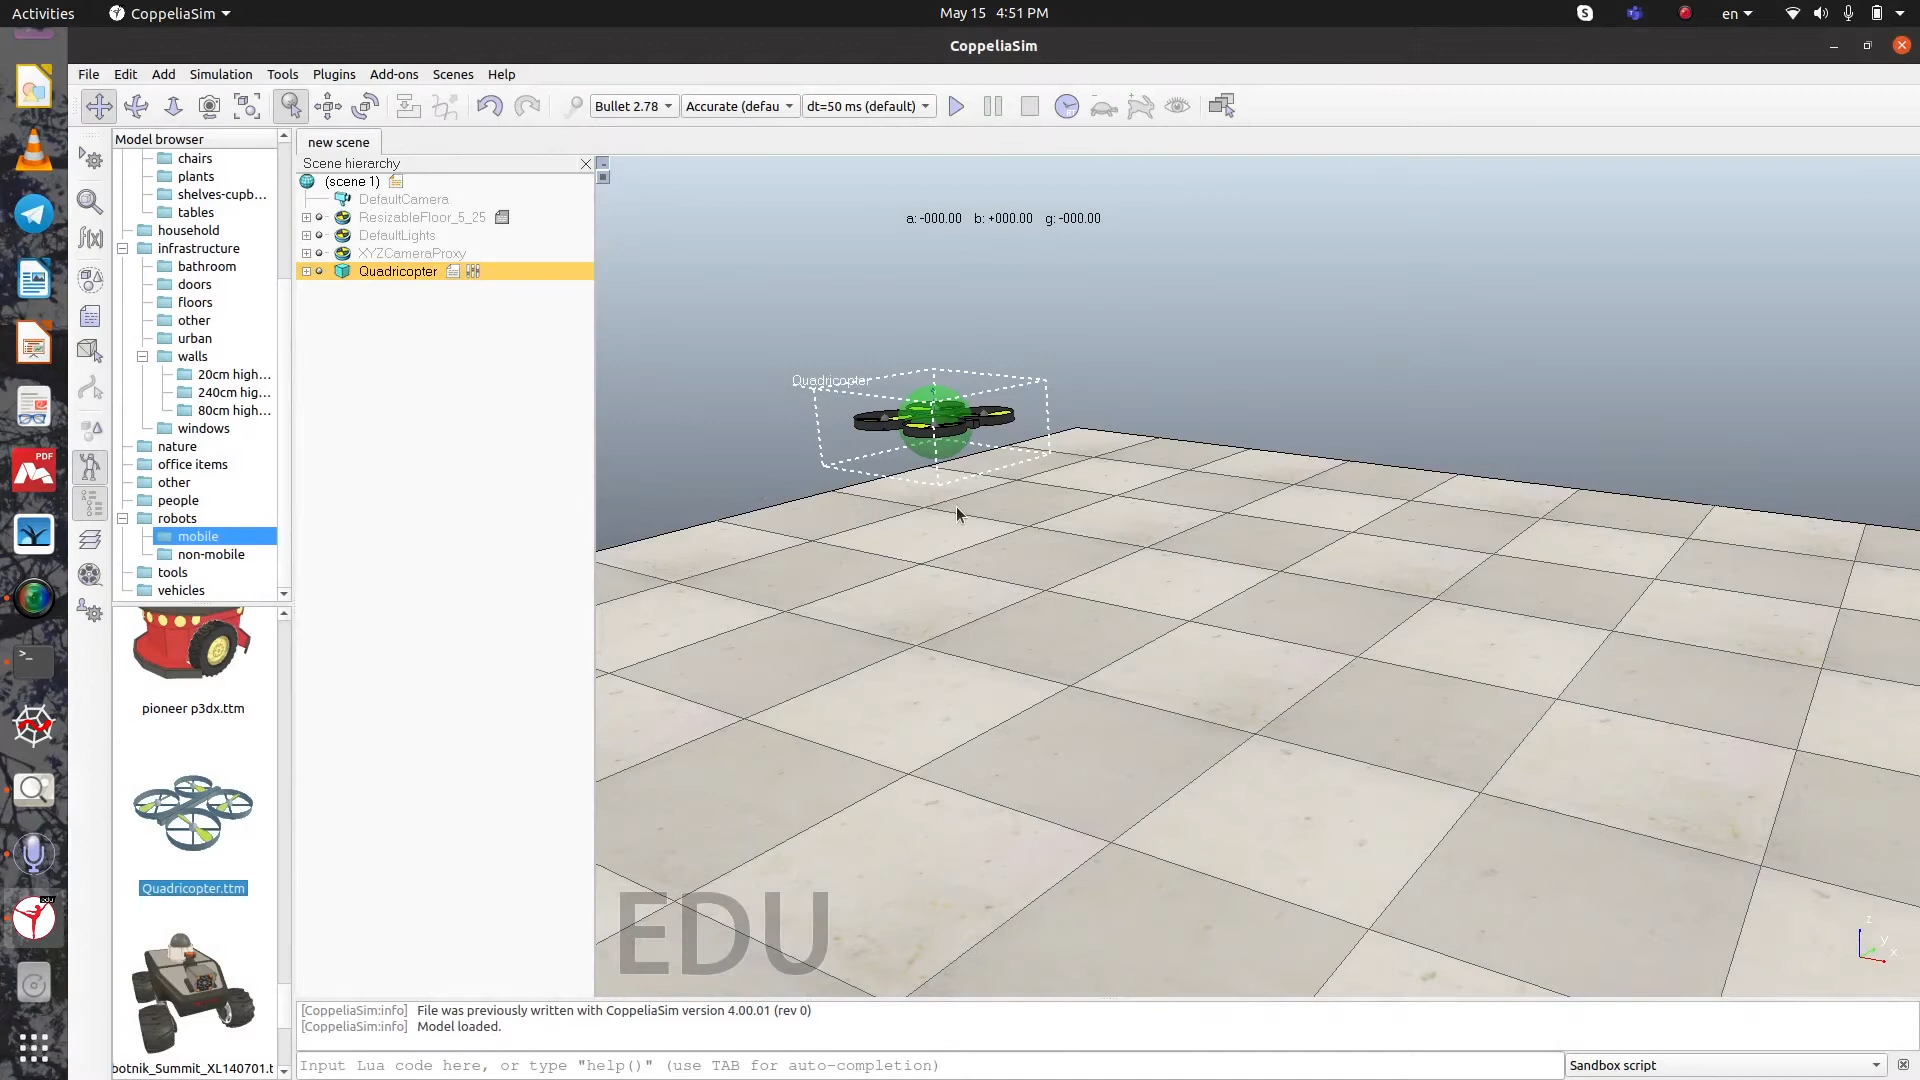 Activities
CoppeliaSim
May 15 4:51 PM
en
CoppeliaSim
File Edit Add Simulation Tools Plugins Add-ons Scenes Help
Bullet 2.78
Accurate (defau
dt=50 ms (default)
Model browser
chairs
plants
shelves-cupb...
tables
household
infrastructure
bathroom
doors
floors
other
urban
walls
20cm high...
240cm hig...
80cm high...
windows
nature
office items
other
people
robots
mobile
non-mobile
tools
vehicles
pioneer p3dx.ttm
Quadricopter.ttm
botnik_Summit_XL140701.t
new scene
Scene hierarchy
(scene 1)
DefaultCamera
ResizableFloor_5_25
DefaultLights
XYZCameraProxy
Quadricopter
a: -000.00 b: +000.00 g: -000.00
Quadricopter
EDU
z
y
x
[CoppeliaSim:info] File was previously written with CoppeliaSim version 4.00.01 (rev 0)
[CoppeliaSim:info] Model loaded.
Input Lua code here, or type "help()" (use TAB for auto-completion)
Sandbox script
PDF
edu